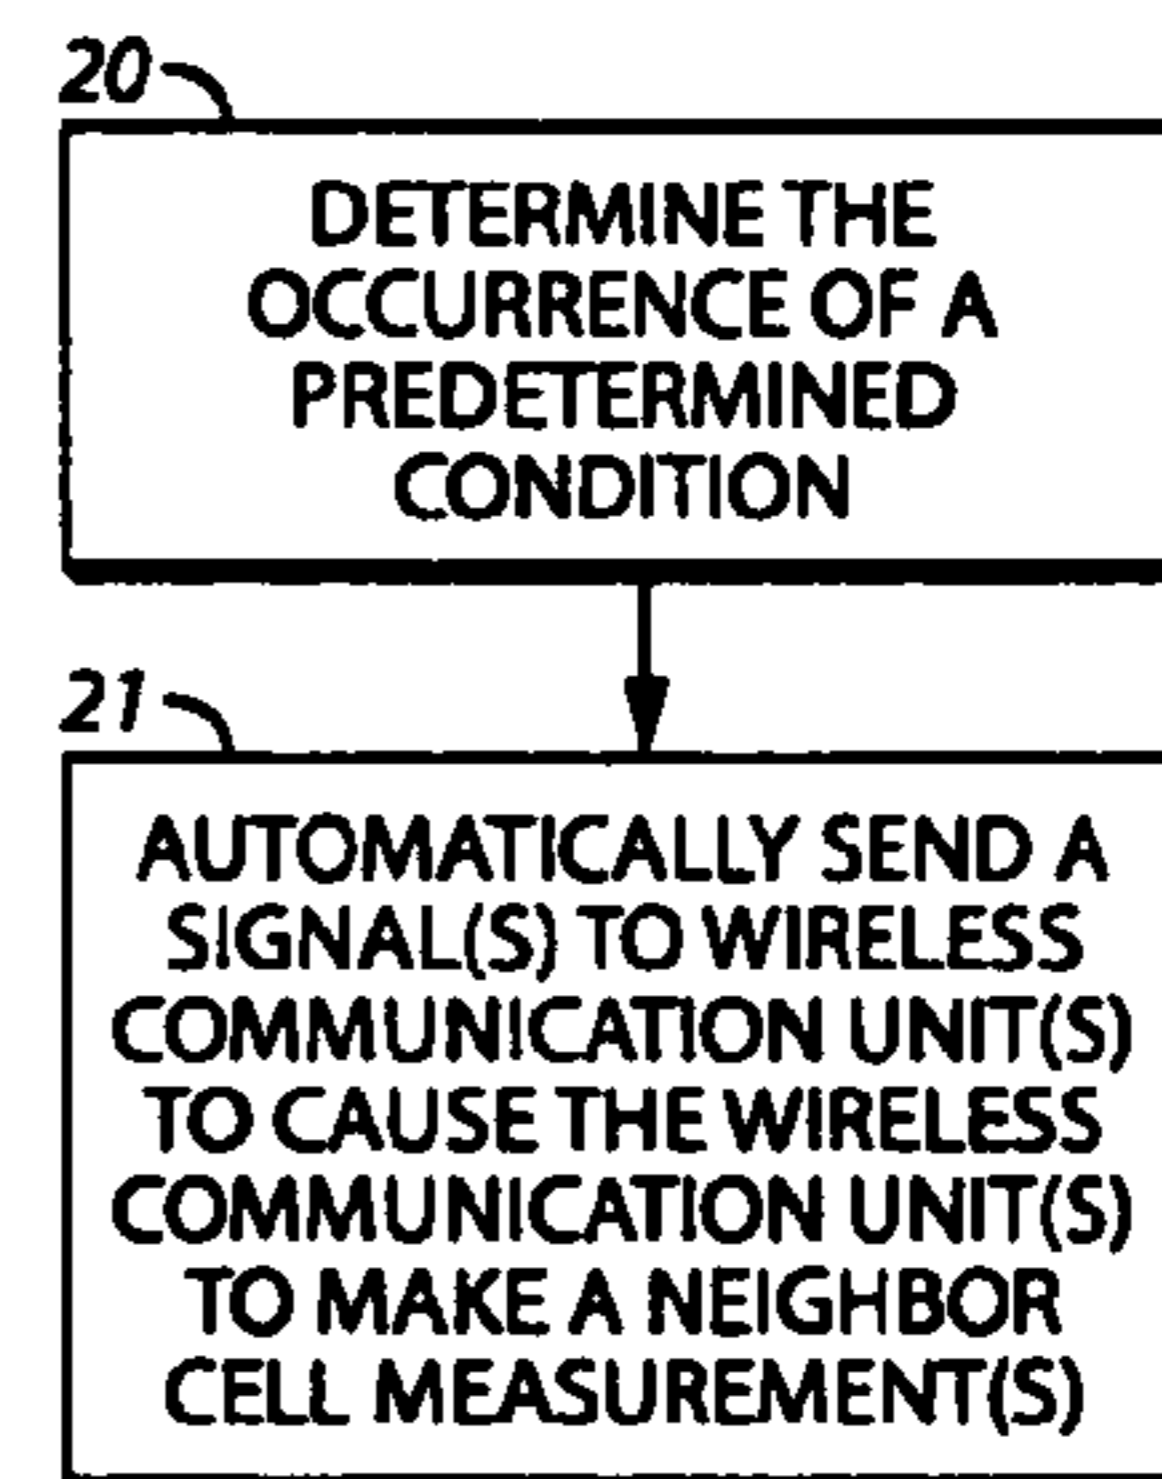 20
DETERMINE THE
OCCURRENCE OF A
PREDETERMINED
CONDITION
21
AUTOMATICALLY SEND A
SIGNAL(S) TO WIRELESS
COMMUNICATION UNIT(S)
TO CAUSE THE WIRELESS
COMMUNICATION UNIT(S)
TO MAKE A NEIGHBOR
CELL MEASUREMENT(S)